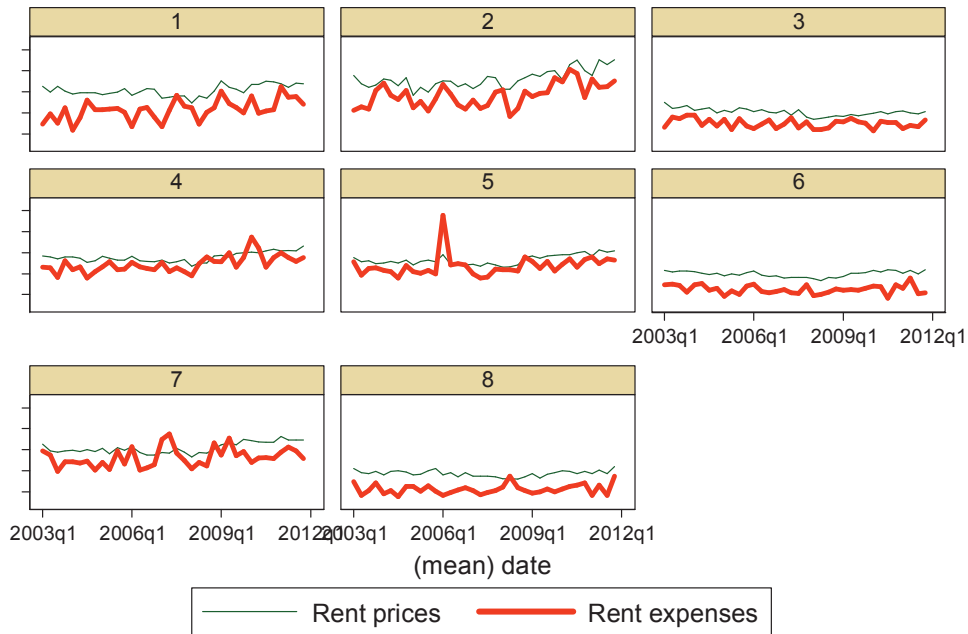 1 2 3
4 5 6
2003q1 2006q1 2009q1 2012q1
7 8
2003q1 2006q1 2009q1 2012q1 2003q1 2006q1 2009q1 2012q1
(mean) date
Rent prices Rent expenses